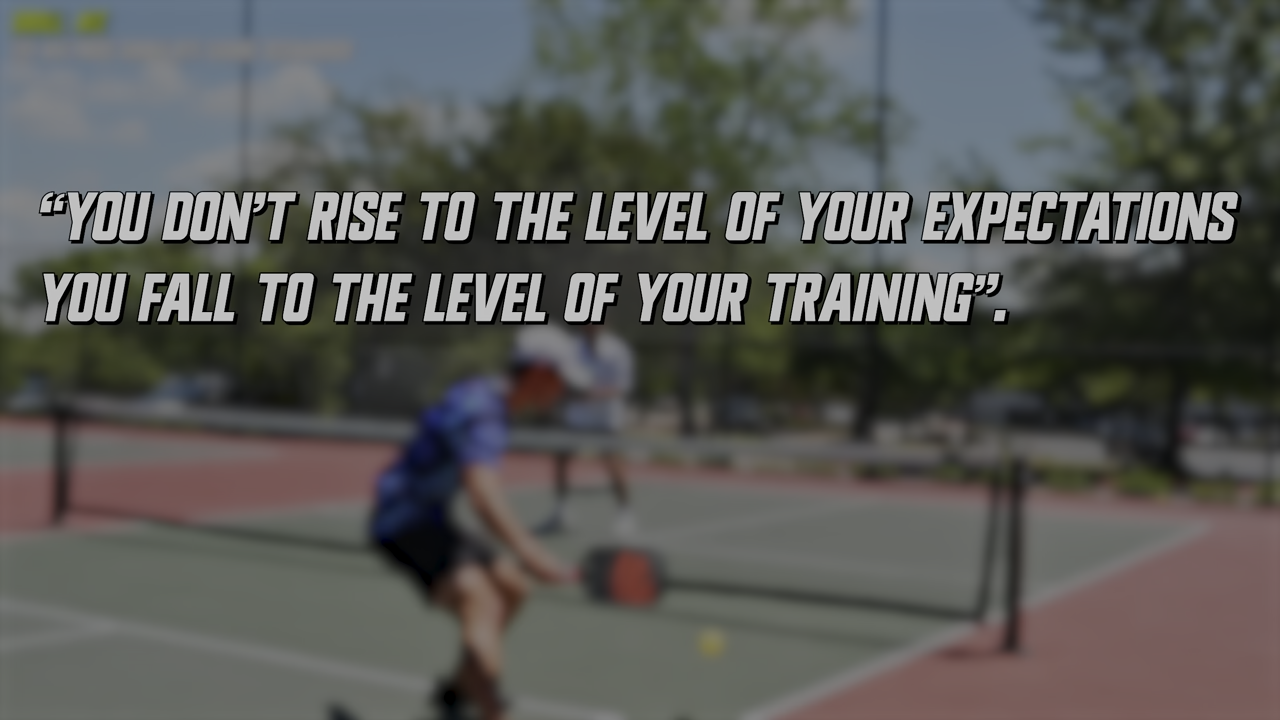 “YOU DON’T RISE TO THE LEVEL OF YOUR EXPECTATIONS
YOU FALL TO THE LEVEL OF YOUR TRAINING”.